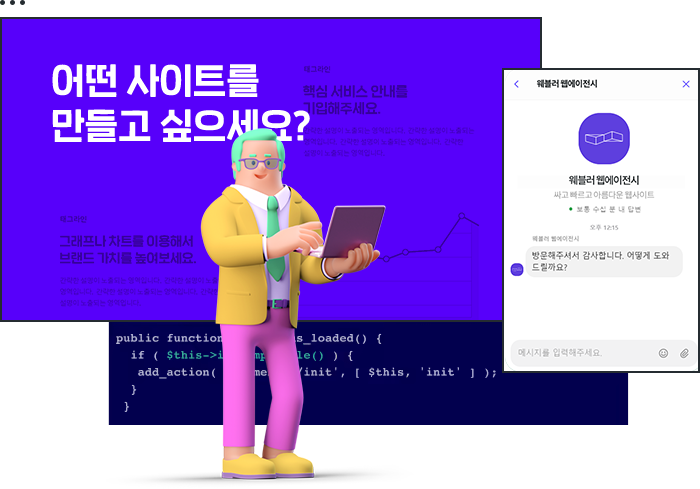 어떤 사이트를
만들고 싶으세요?
태그라인
핵심 서비스 안내를
기입해주세요.
태그라인
그래프나 차트를 이용해서
브랜드 가치를 높여보세요.
웨블러 웹에이전시
웨블러 웹에이전시
싸고 빠르고 아름다운 웹사이트
보통 수십 분 내 답변
오후 12:15
웨블러 웹에이전시
방문해주셔서 감사합니다. 어떻게 도와
드릴까요?
메시지를 입력해주세요.
public function s_loaded() {
if ( $this->i le() ) {
add_action( /init', [ $this, 'init' ] );
}
}